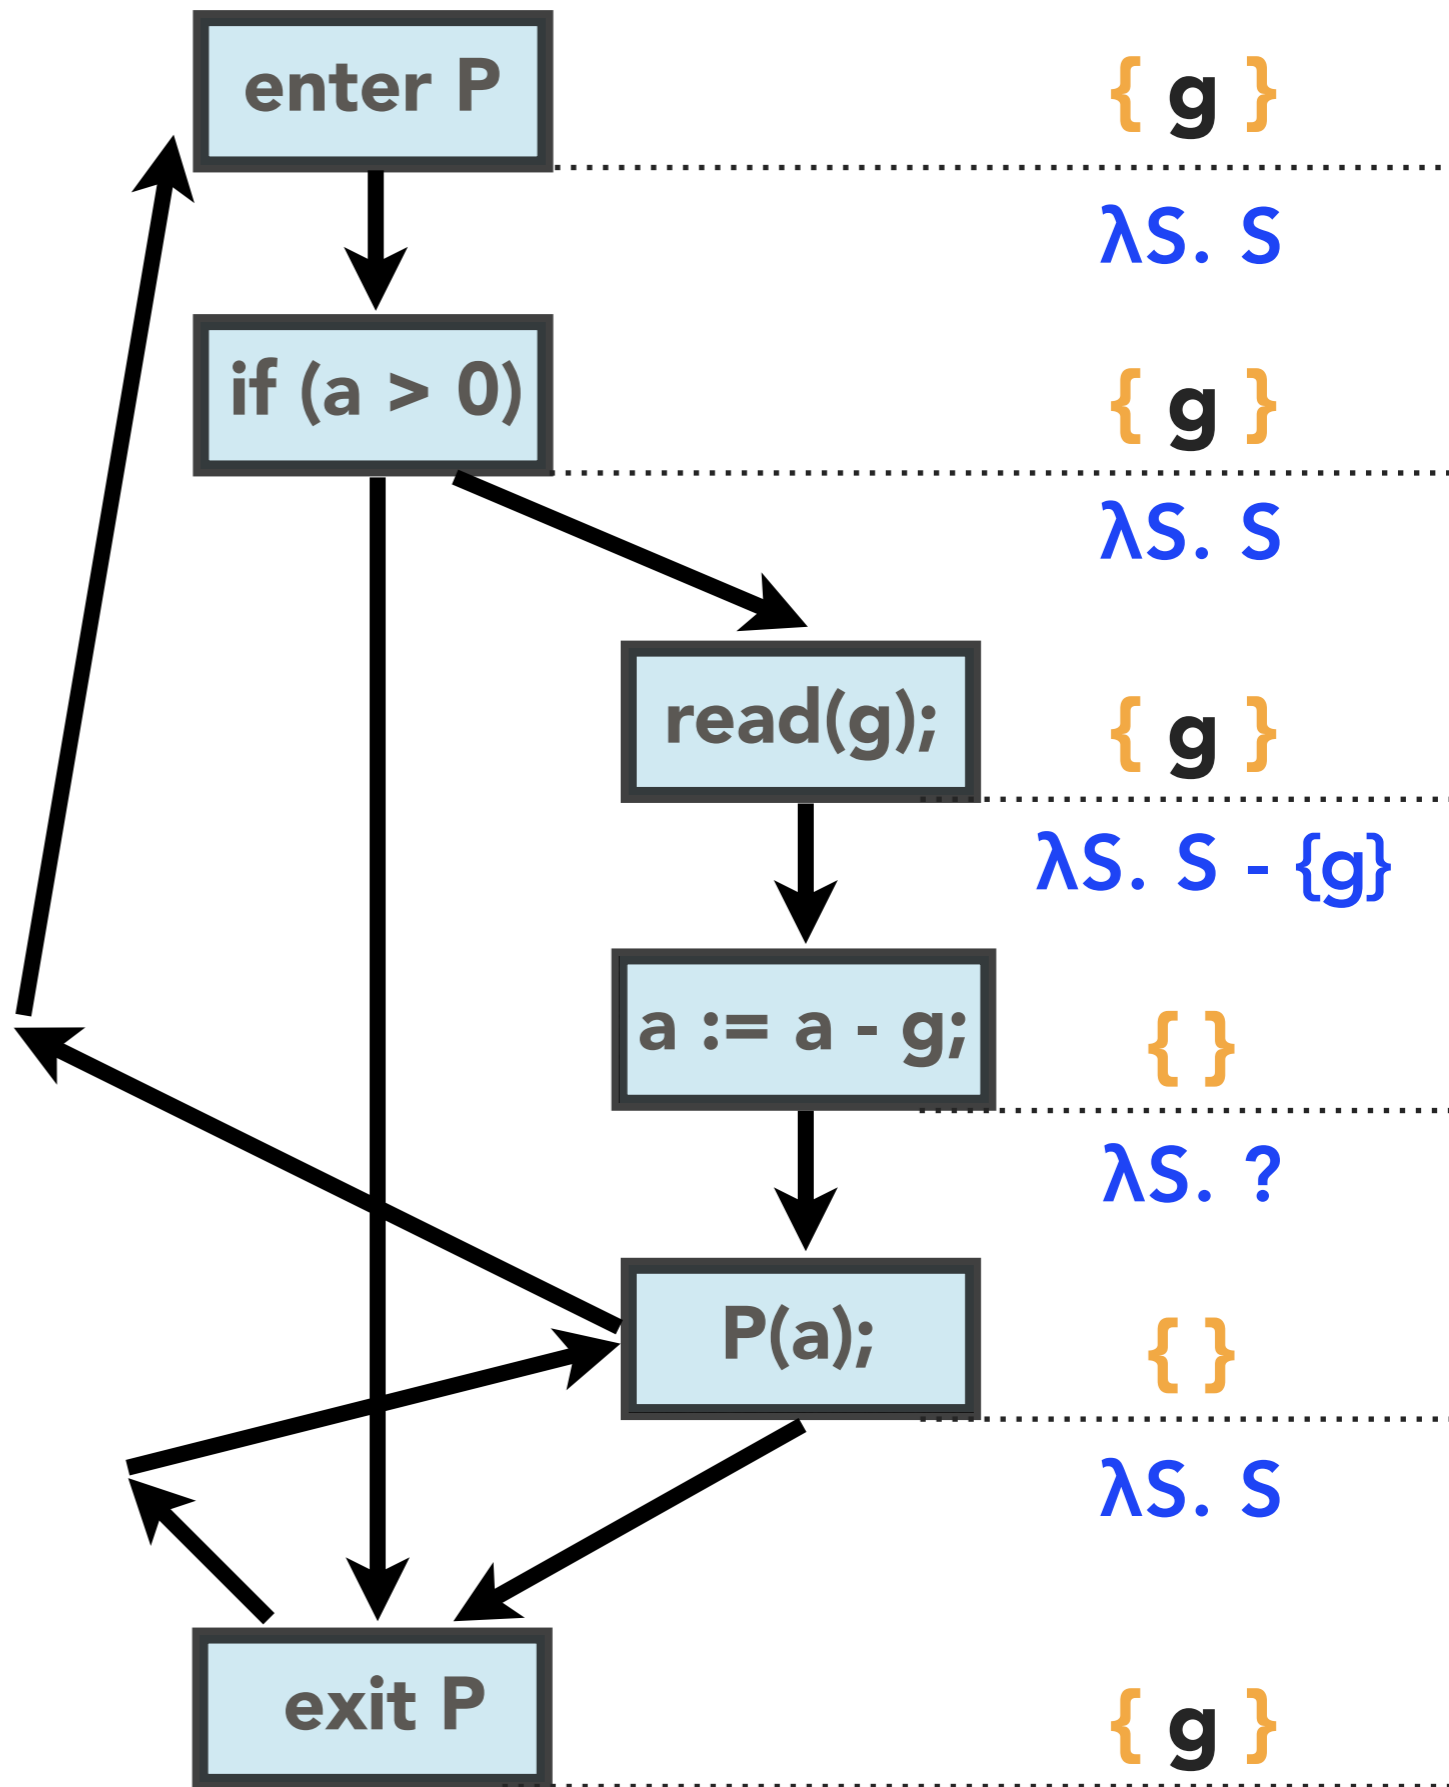 enter P
{ g }
λS. S
if (a > 0)
{ g }
λS. S
read(g);
{ g }
λS. S - {g}
a := a - g;
{ }
λS. ?
P(a);
{ }
λS. S
exit P
{ g }